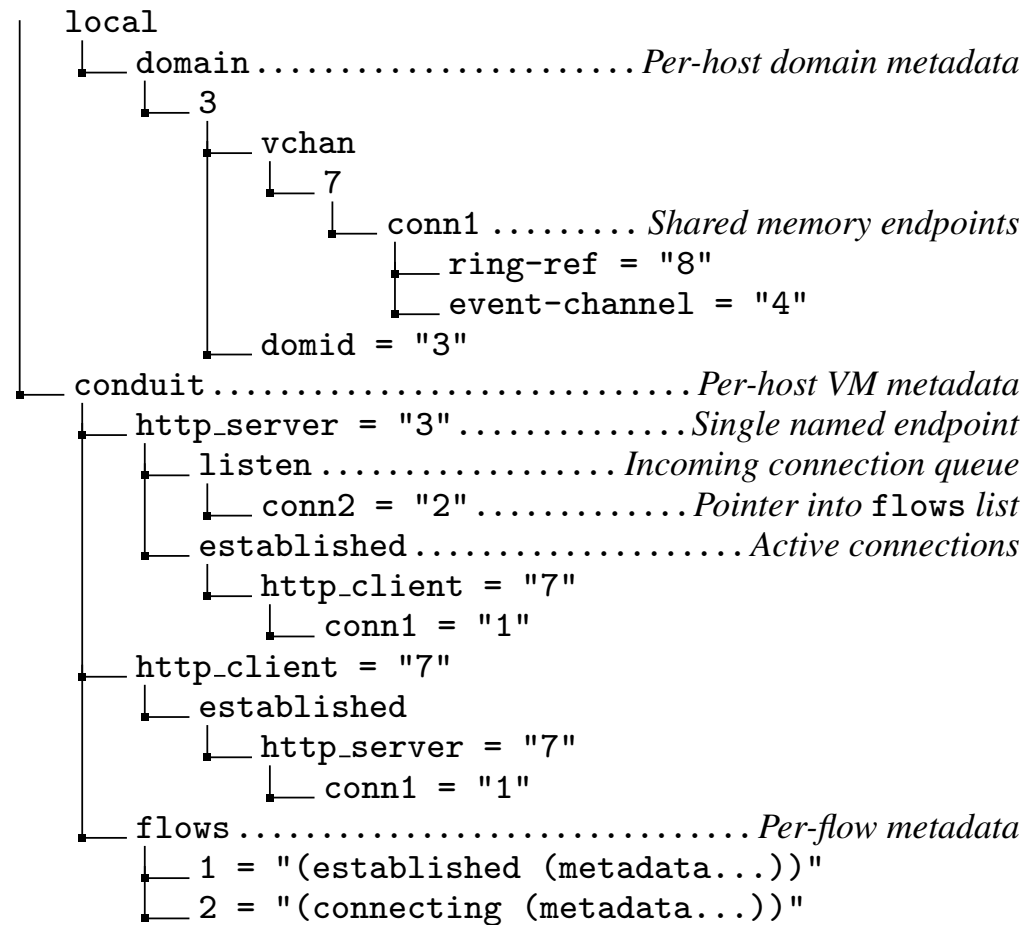 local
domain....................... Per-host domain metadata
3
vchan
7
conn1 ......... Shared memory endpoints
ring-ref = "8"
event-channel = "4"
domid = "3"
conduit............................. Per-host VM metadata
http_server = "3"..............Single named endpoint
listen .................. Incoming connection queue
conn2 = "2".............Pointer into flows list
established .................... Active connections
http_client = "7"
conn1 = "1"
http_client = "7"
established
http_server = "7"
conn1 = "1"
flows ............................... Per-flow metadata
1 = "(established (metadata...))"
2 = "(connecting (metadata...))"